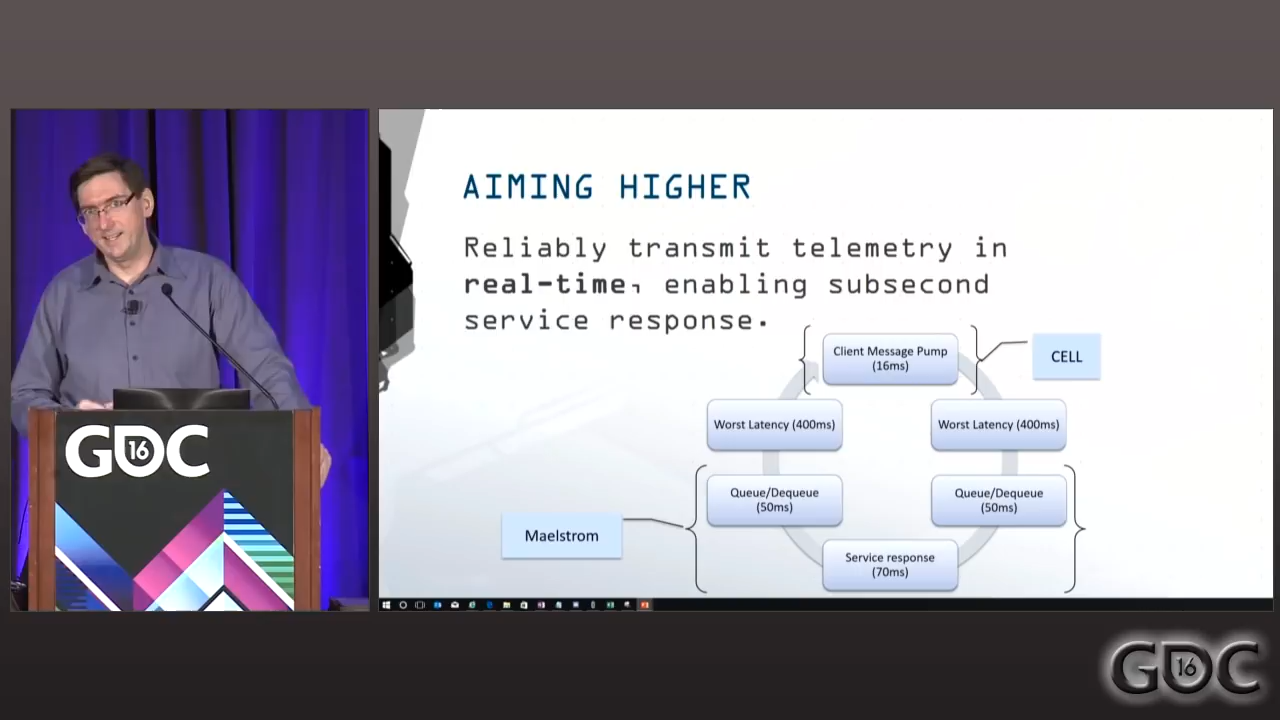 AIMING HIGHER
Reliably transmit telemetry in
real-time, enabling subsecond
service response.
Client Message Pump
(16ms)
CELL
Worst Latency (400ms)
Worst Latency (400ms)
Queue/Dequeue
(50ms)
Queue/Dequeue
(50ms)
Maelstrom
Service response
(70ms)
GDC
16
GDC
16